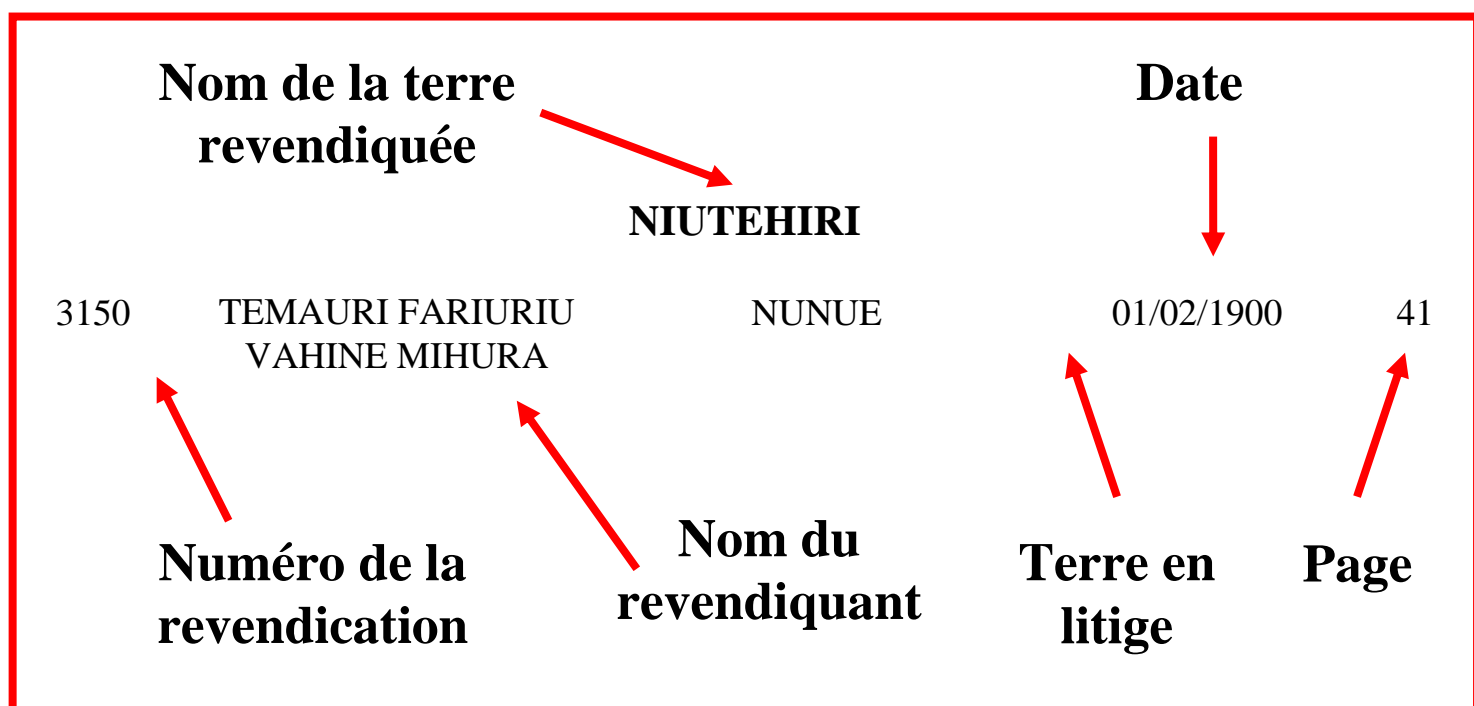 Nom de la terre
revendiquée
Date
NIUTEHIRI
3150 TEMAURI FARIURIU NUNUE 01/02/1900 41
VAHINE MIHURA
Numéro de la
revendication
Nom du
revendiquant
Terre en
litige
Page